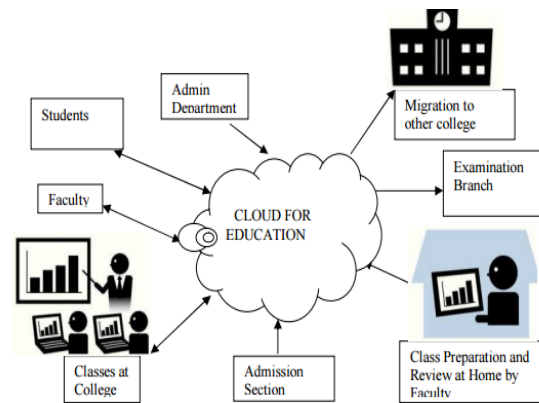 Admin
Department
Migration to
other college
Students
Examination
Branch
Faculty
CLOUD FOR
EDUCATION
Classes at
College
Admission
Section
Class Preparation and
Review at Home by
Faculty